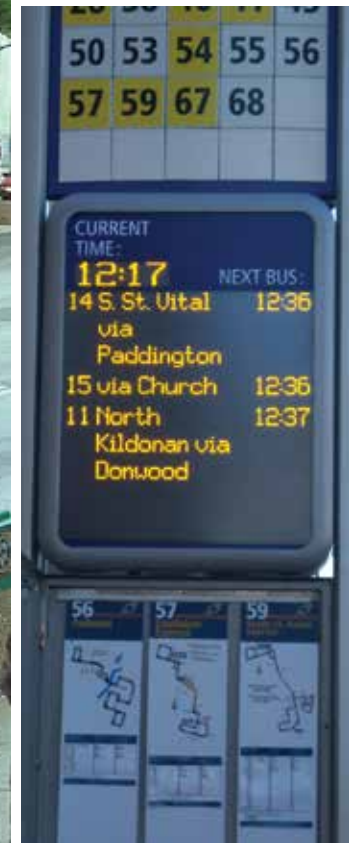 50 53 54 55 56
57 59 67 68
CURRENT
TIME:
12:17 NEXT BUS:
14 S. St. Vital 12:36
via
Paddington
15 via Church 12:36
11 North 12:37
Kildonan via
Donwood
56 57 59